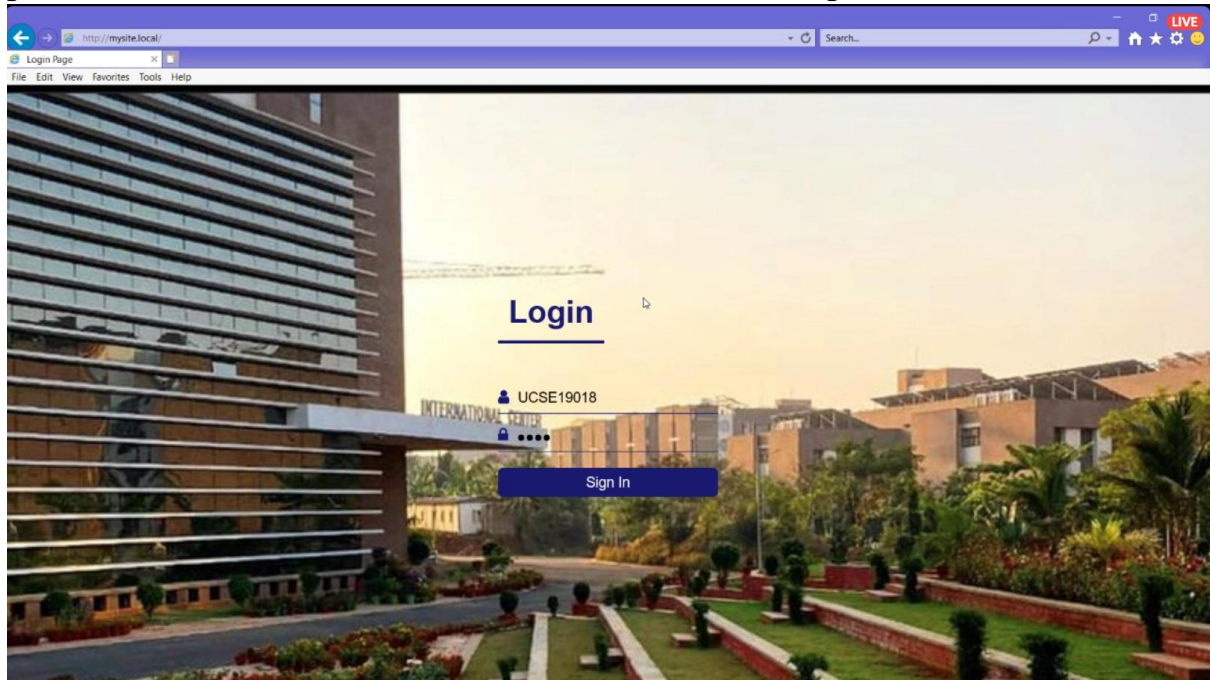 LIVE
http://mysite.local/
Search...
Login Page
File Edit View Favorites Tools Help
Login
INTERNATIONAL CENTER
UCSE19018
Sign In